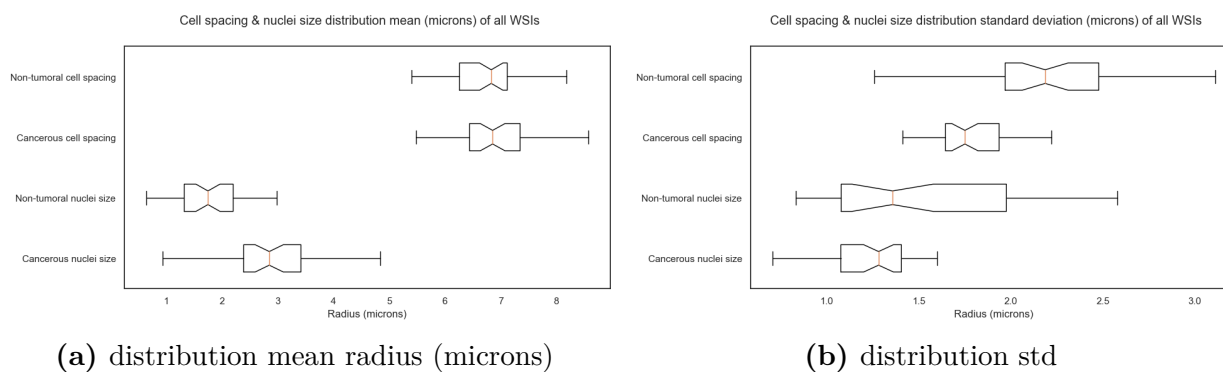 Cell spacing & nuclei size distribution mean (microns) of all WSIs
Non-tumoral cell spacing
Cancerous cell spacing
Non-tumoral nuclei size
Cancerous nuclei size
1 2 3 4 5 6 7 8
Radius (microns)
(a) distribution mean radius (microns)
Cell spacing & nuclei size distribution standard deviation (microns) of all WSIs
Non-tumoral cell spacing
Cancerous cell spacing
Non-tumoral nuclei size
Cancerous nuclei size
1.0 1.5 2.0 2.5 3.0
Radius (microns)
(b) distribution std